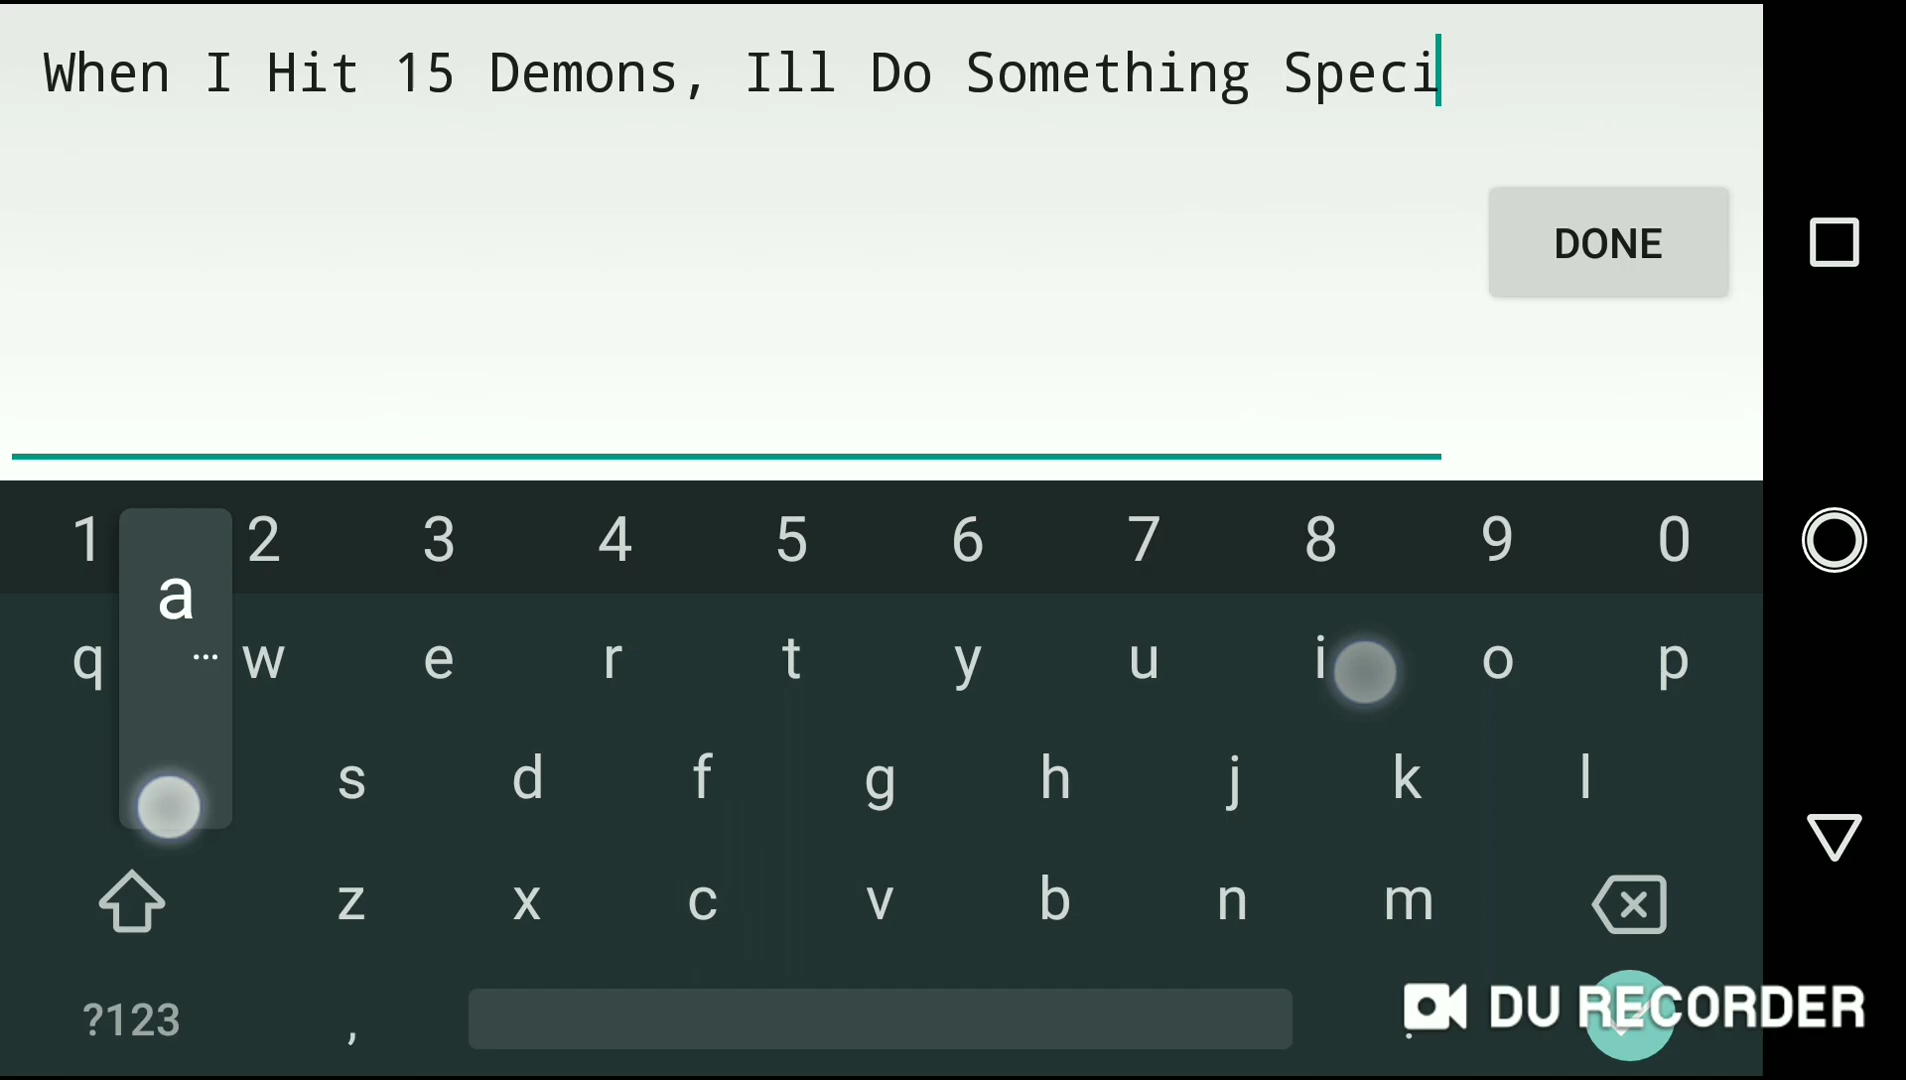 When I Hit 15 Demons, Ill Do Something Speci
DONE
1 2 3 4 5 6 7 8 9 0
a
q w e r t y u i o p
s d f g h j k l
z x c v b n m
?123 , .
DU RECORDER